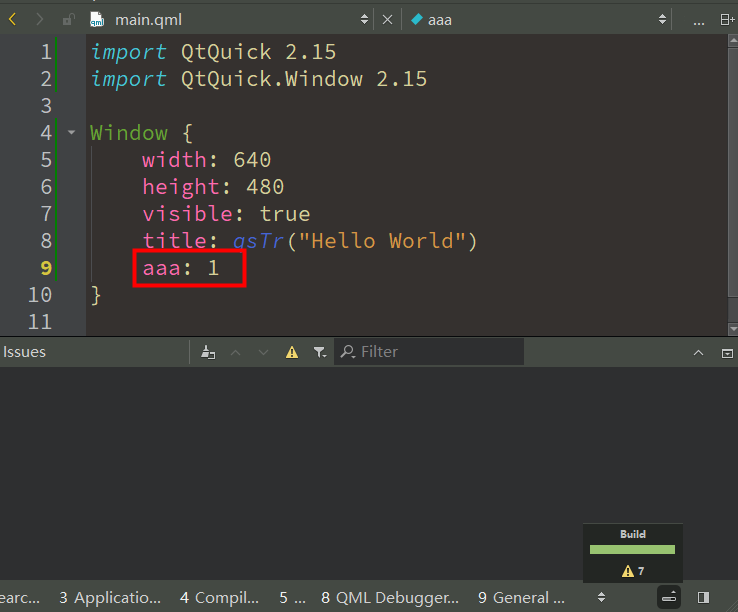 main.qml aaa ...
1 import QtQuick 2.15
2 import QtQuick.Window 2.15
3
4 Window {
5 width: 640
6 height: 480
7 visible: true
8 title: qsTr("Hello World")
9 aaa: 1
10 }
11
Issues Filter
Build
7
earc... 3 Applicatio... 4 Compil... 5 ... 8 QML Debugger... 9 General ...